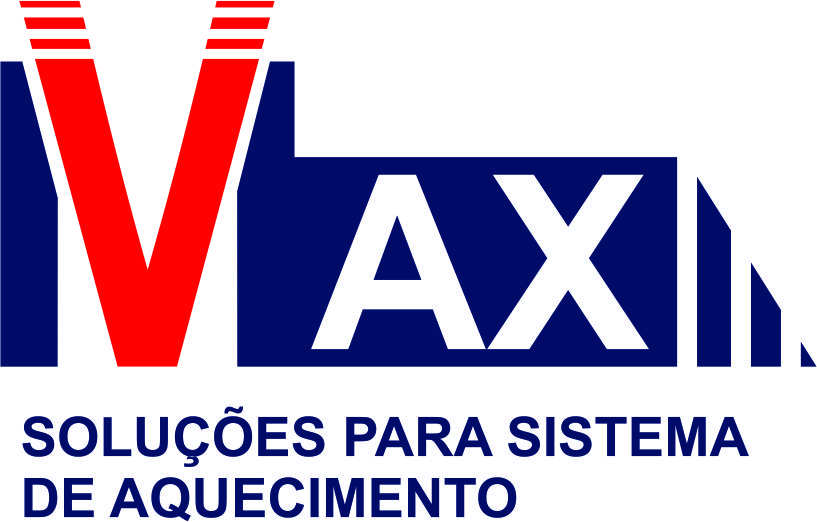 MAX
SOLUÇÕES PARA SISTEMA
DE AQUECIMENTO